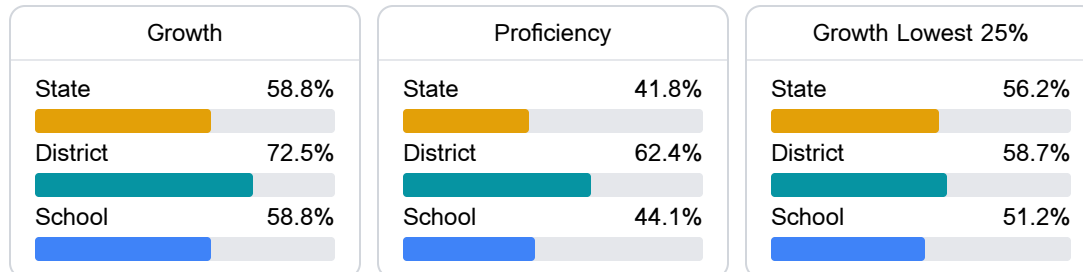 Growth
State 58.8%
District 72.5%
School 58.8%
Proficiency
State 41.8%
District 62.4%
School 44.1%
Growth Lowest 25%
State 56.2%
District 58.7%
School 51.2%